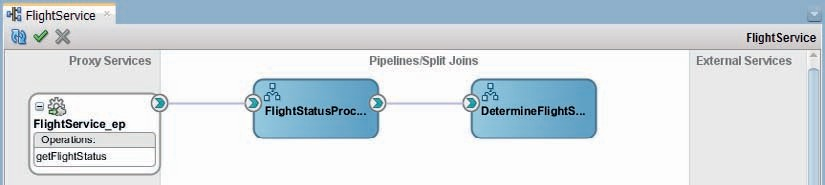 FlightService
FlightService
Proxy Services
Pipelines/Split Joins
External Services
FlightService_ep
Operations:
getFlightStatus
FlightStatusProc...
DetermineFlightS...